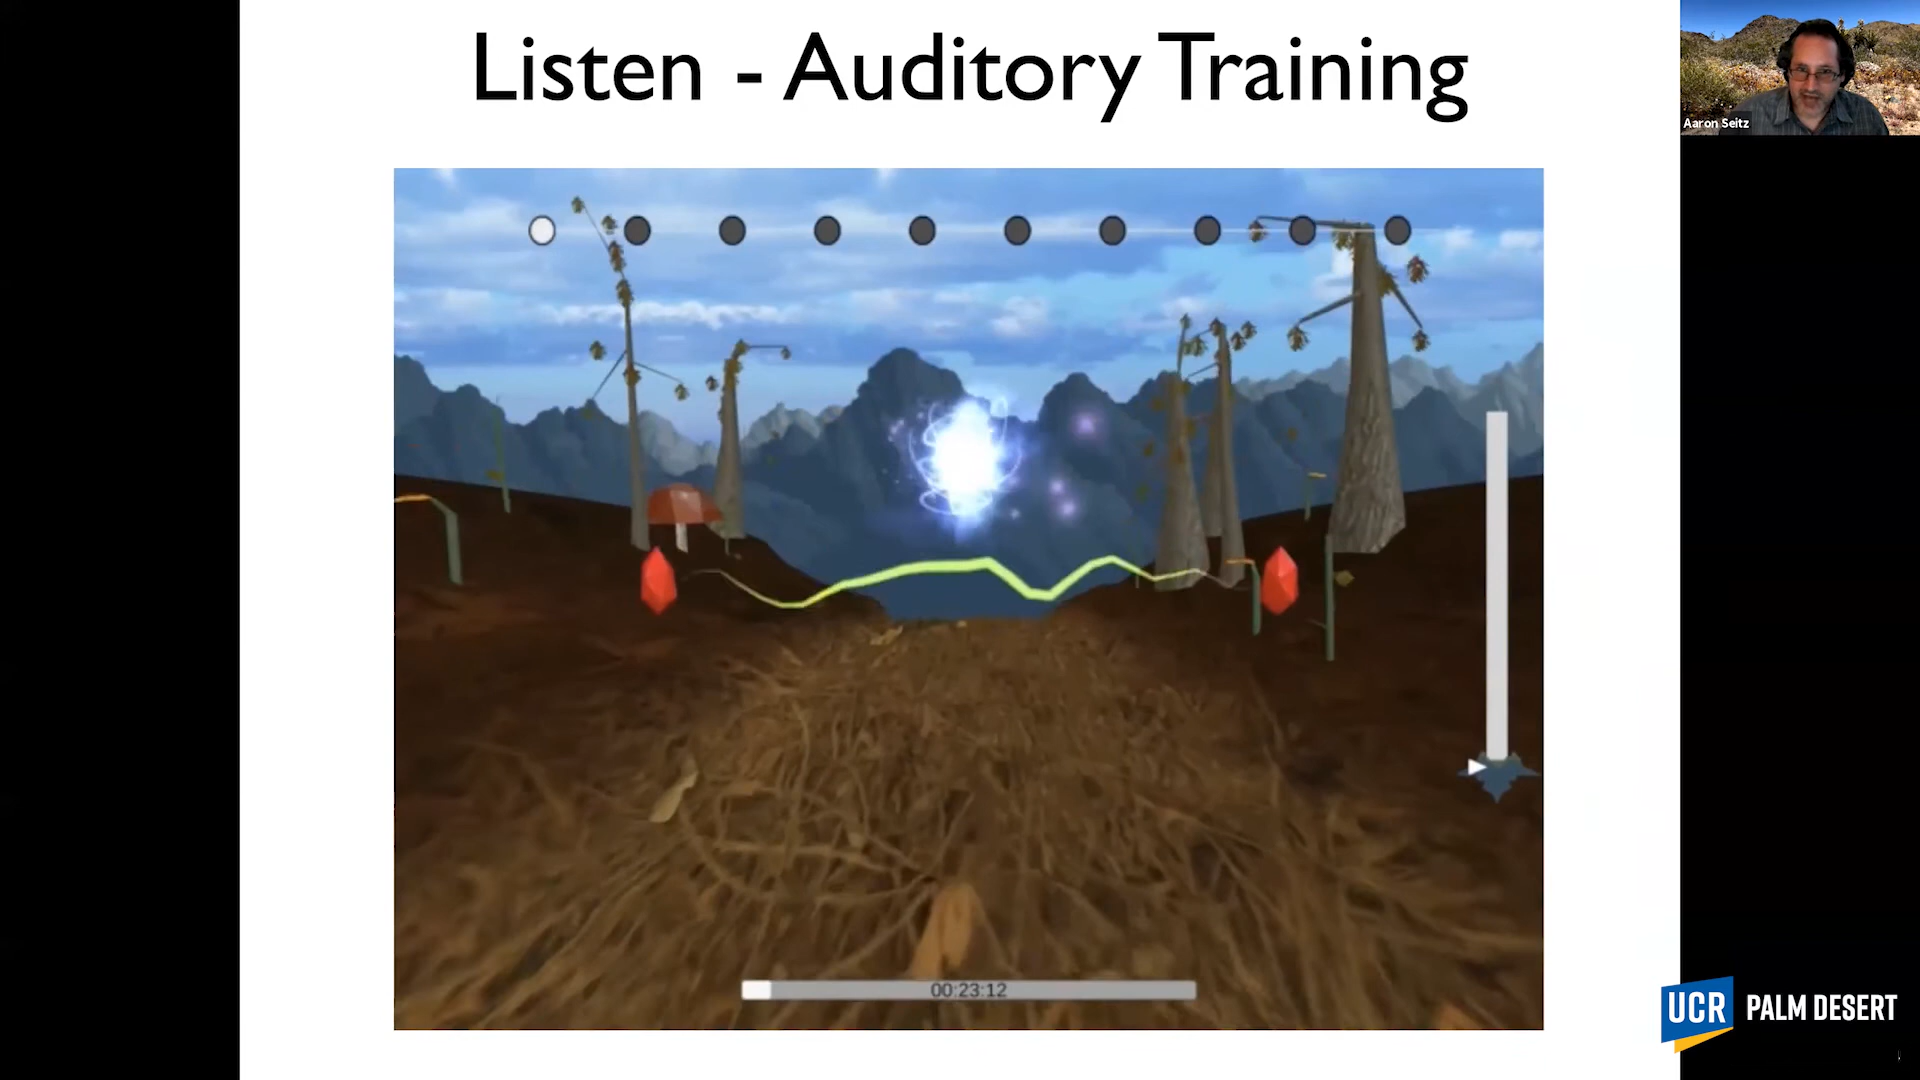 Listen - Auditory Training
Aaron Seitz
00:23:12
UCR PALM DESERT